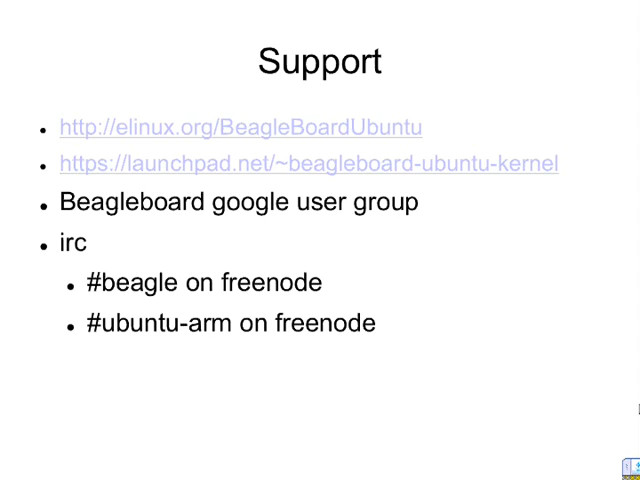 Support
http://elinux.org/BeagleBoardUbuntu
https://launchpad.net/~beagleboard-ubuntu-kernel
Beagleboard google user group
irc
#beagle on freenode
#ubuntu-arm on freenode